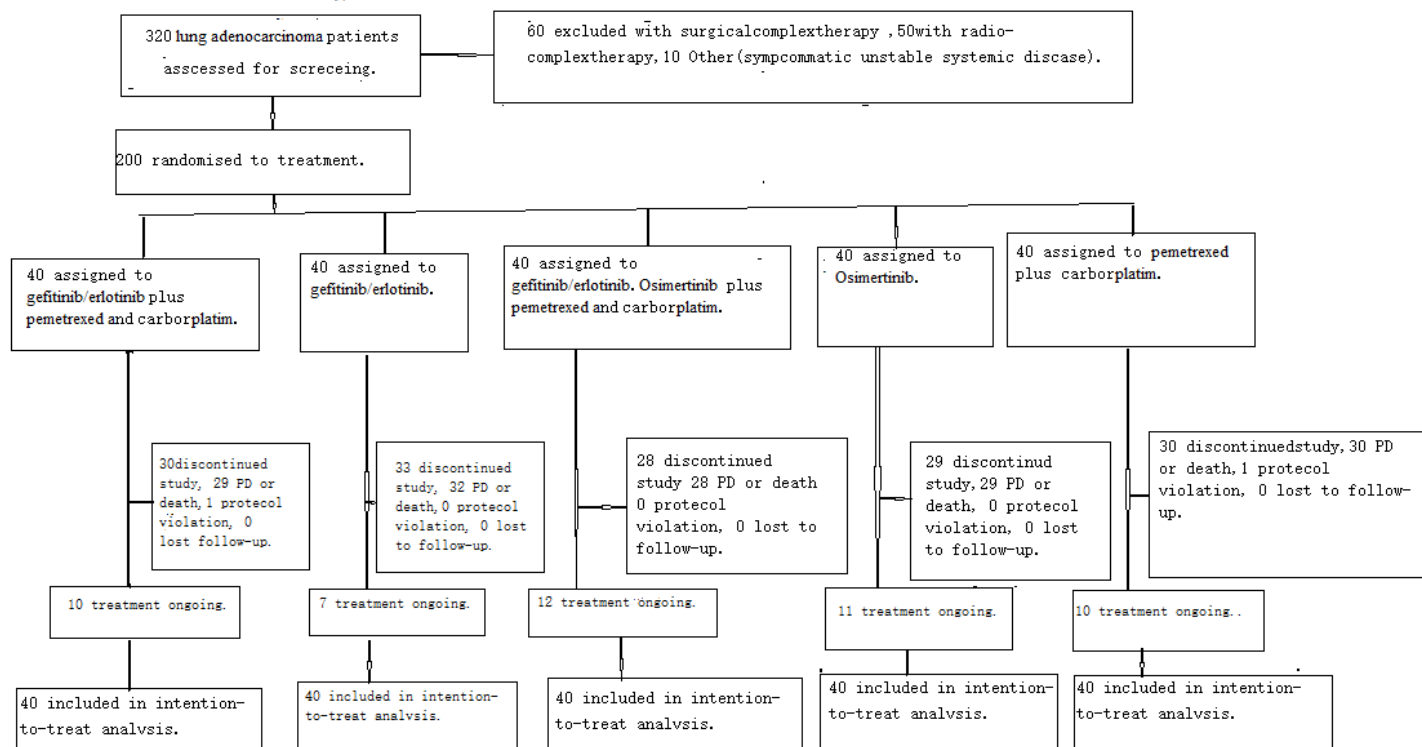 320 lung adenocarcinoma patients
asscessed for screceing.
60 excluded with surgicalcomplextherapy ,50with radio-
complextherapy,10 Other(sympcommatic unstable systemic disease).
200 randomised to treatment.
40 assigned to
gefitinib/erlotinib plus
pemetrexed and carborplatim.
40 assigned to
gefitinib/erlotinib.
40 assigned to
gefitinib/erlotinib. Osimertinib plus
pemetrexed and carborplatim.
40 assigned to
Osimertinib.
40 assigned to pemetrexed
plus carborplatim.
30discontinued
study, 29 PD or
death,1 protecol
violation, 0
lost follow-up.
33 discontinued
study, 32 PD or
death,0 protecol
violation, 0 lost
to follow-up.
28 discontinued
study 28 PD or death
0 protecol
violation, 0 lost to
follow-up.
29 discontinud
study,29 PD or
death, 0 protecol
violation, 0 lost to
follow-up.
30 discontinuedstudy,30 PD
or death,1 protecol
violation, 0 lost to follow-
up.
10 treatment ongoing.
7 treatment ongoing.
12 treatment ongoing.
11 treatment ongoing.
10 treatment ongoing..
40 included in intention-
to-treat analvsis.
40 included in intention-
to-treat analvsis.
40 included in intention-
to-treat analvsis.
40 included in intention-
to-treat analvsis.
40 included in intention-
to-treat analvsis.